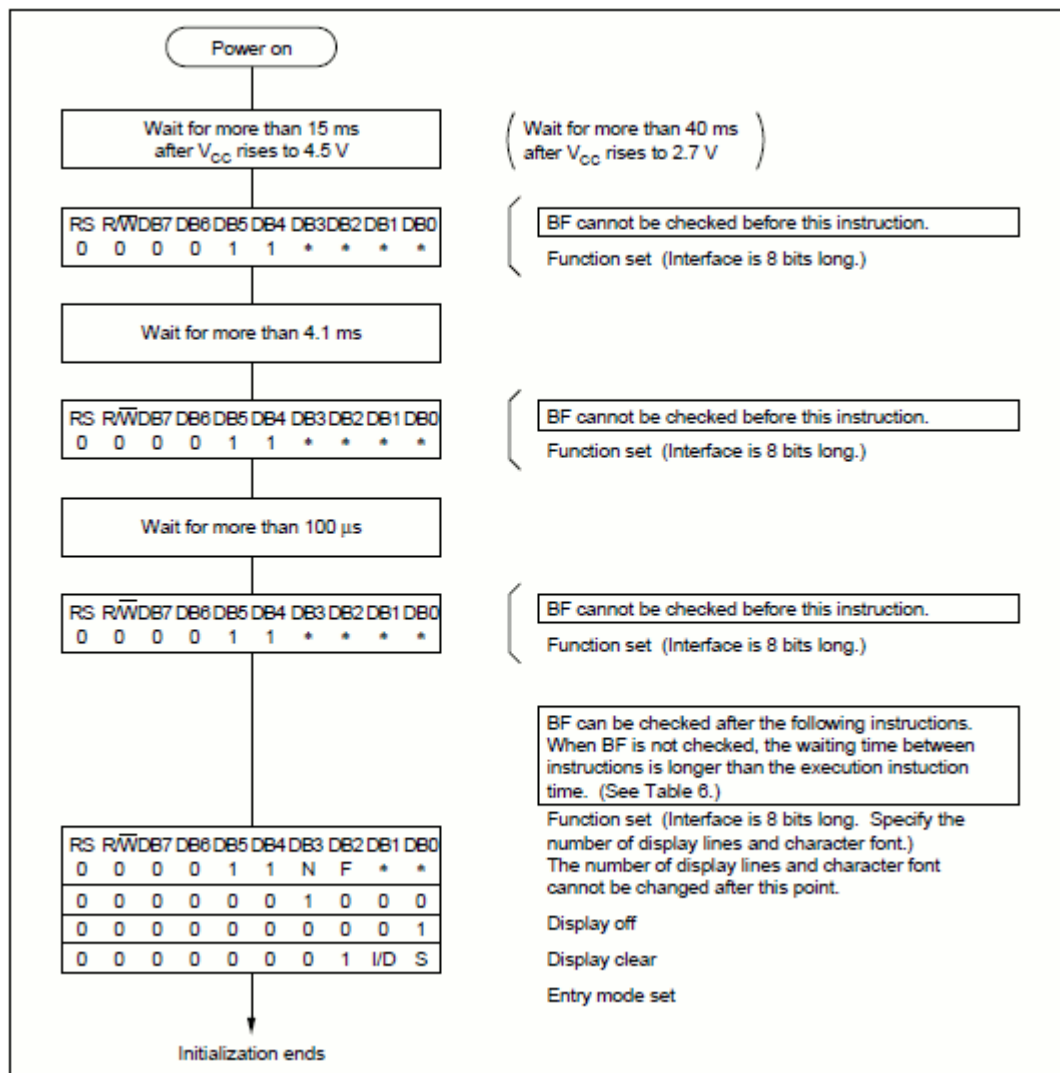 Power on
Wait for more than 15 ms
after VCC rises to 4.5 V
Wait for more than 40 ms
after VCC rises to 2.7 V
RS R/W̅ DB7 DB6 DB5 DB4 DB3 DB2 DB1 DB0
0 0 0 0 1 1 * * * *
BF cannot be checked before this instruction.
Function set (Interface is 8 bits long.)
Wait for more than 4.1 ms
RS R/W̅ DB7 DB6 DB5 DB4 DB3 DB2 DB1 DB0
0 0 0 0 1 1 * * * *
BF cannot be checked before this instruction.
Function set (Interface is 8 bits long.)
Wait for more than 100 μs
RS R/W̅ DB7 DB6 DB5 DB4 DB3 DB2 DB1 DB0
0 0 0 0 1 1 * * * *
BF cannot be checked before this instruction.
Function set (Interface is 8 bits long.)
BF can be checked after the following instructions.
When BF is not checked, the waiting time between
instructions is longer than the execution instuction
time. (See Table 6.)
RS R/W̅ DB7 DB6 DB5 DB4 DB3 DB2 DB1 DB0
0 0 0 0 1 1 N F * *
0 0 0 0 0 0 1 0 0 0
0 0 0 0 0 0 0 0 0 1
0 0 0 0 0 0 0 1 I/D S
Function set (Interface is 8 bits long. Specify the
number of display lines and character font.)
The number of display lines and character font
cannot be changed after this point.
Display off
Display clear
Entry mode set
Initialization ends